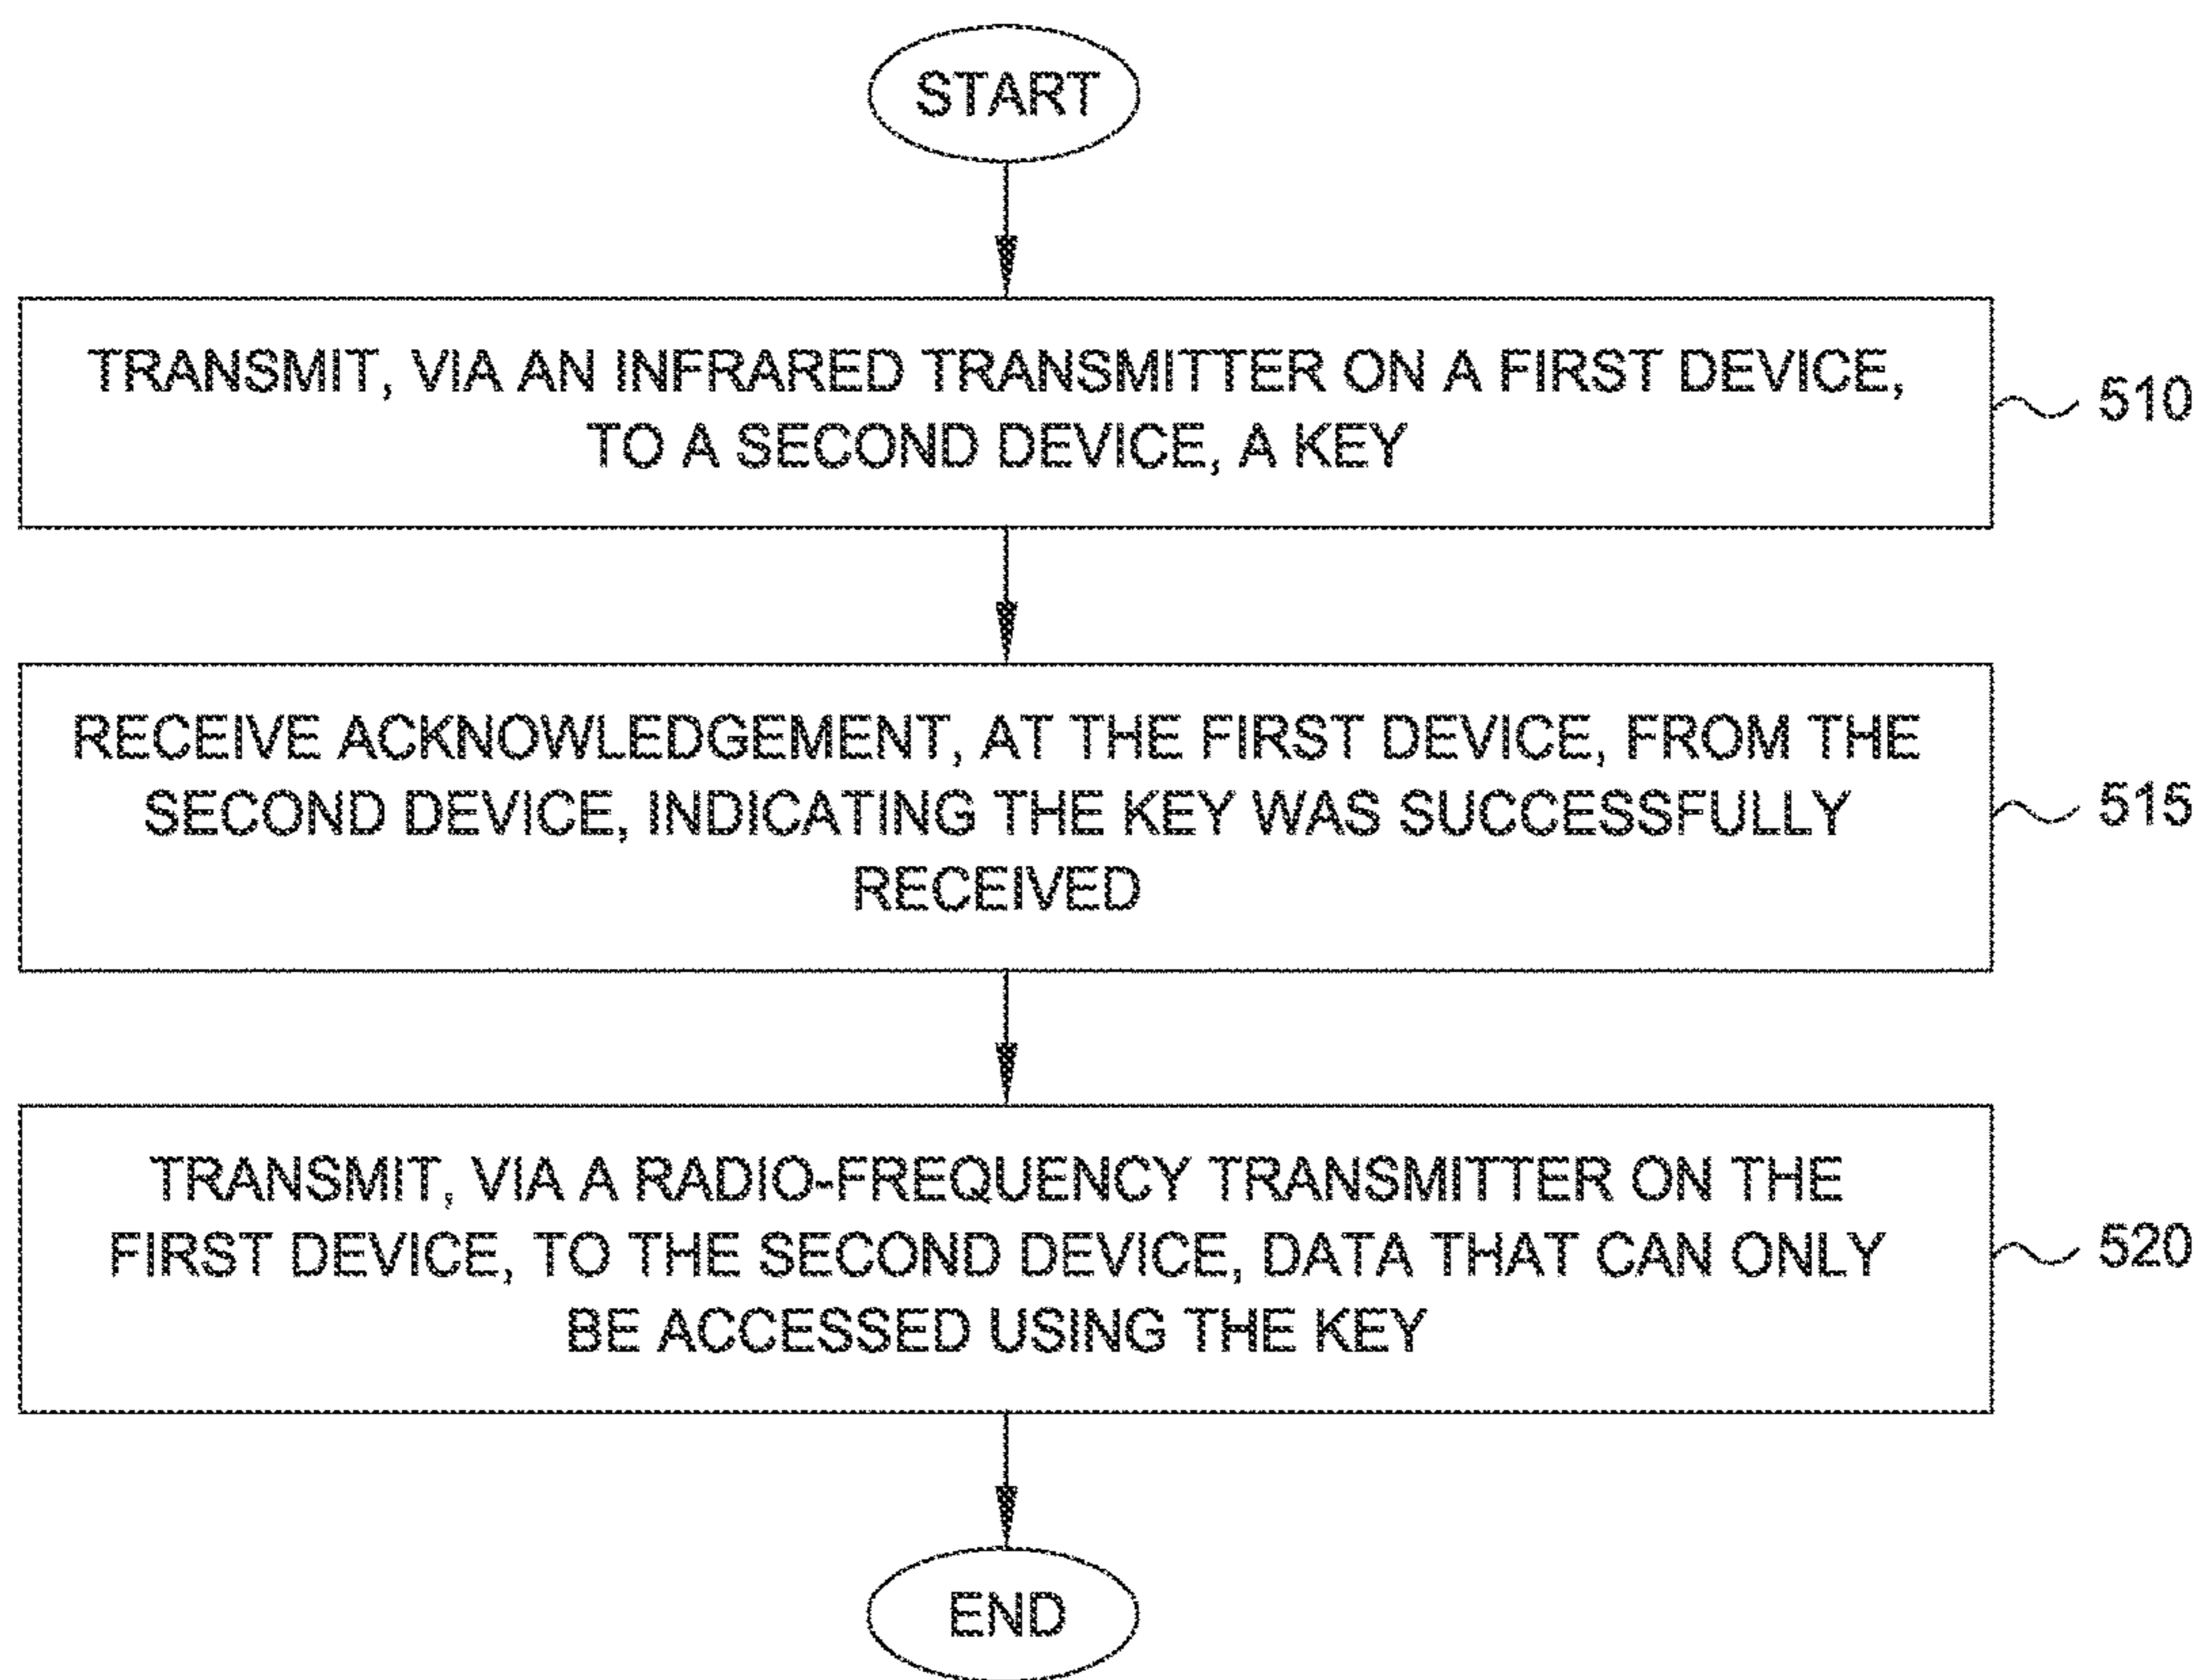 START
TRANSMIT, VIA AN INFRARED TRANSMITTER ON A FIRST DEVICE,
TO A SECOND DEVICE, A KEY
510
RECEIVE ACKNOWLEDGEMENT, AT THE FIRST DEVICE, FROM THE
SECOND DEVICE, INDICATING THE KEY WAS SUCCESSFULLY
RECEIVED
515
TRANSMIT, VIA A RADIO-FREQUENCY TRANSMITTER ON THE
FIRST DEVICE, TO THE SECOND DEVICE, DATA THAT CAN ONLY
BE ACCESSED USING THE KEY
520
END